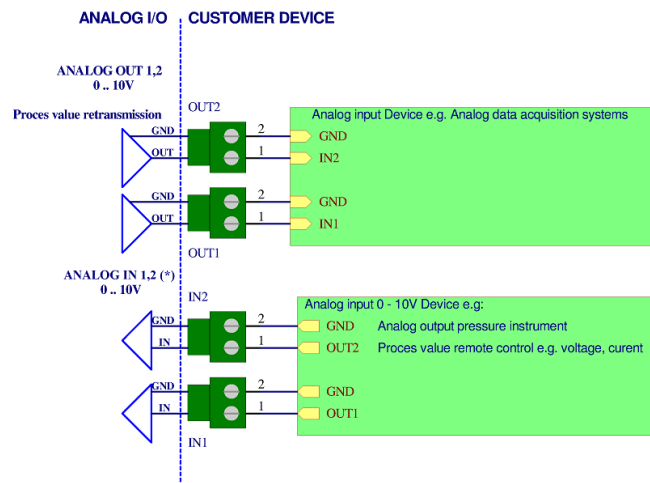 ANALOG I/O
CUSTOMER DEVICE
ANALOG OUT 1,2
0 .. 10V
Proces value retransmission
OUT2
Analog input Device e.g. Analog data acquisition systems
GND
2
GND
OUT
1
IN2
GND
2
GND
OUT
1
IN1
OUT1
ANALOG IN 1,2 (*)
0 .. 10V
IN2
Analog input 0 - 10V Device e.g:
GND
2
GND
Analog output pressure instrument
IN
1
OUT2
Proces value remote control e.g. voltage, curent
GND
2
GND
IN
1
OUT1
IN1